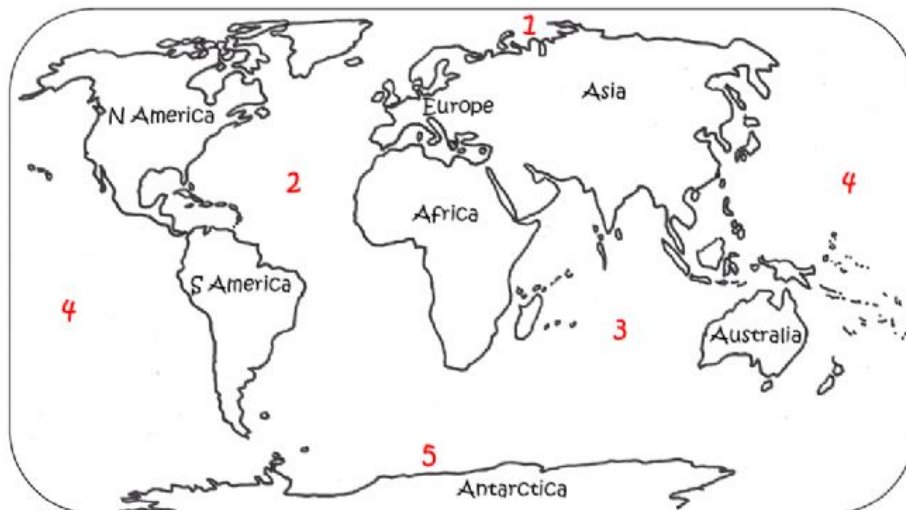 1
N America
Europe
Asia
2
4
Africa
S America
4
3
Australia
5
Antarctica